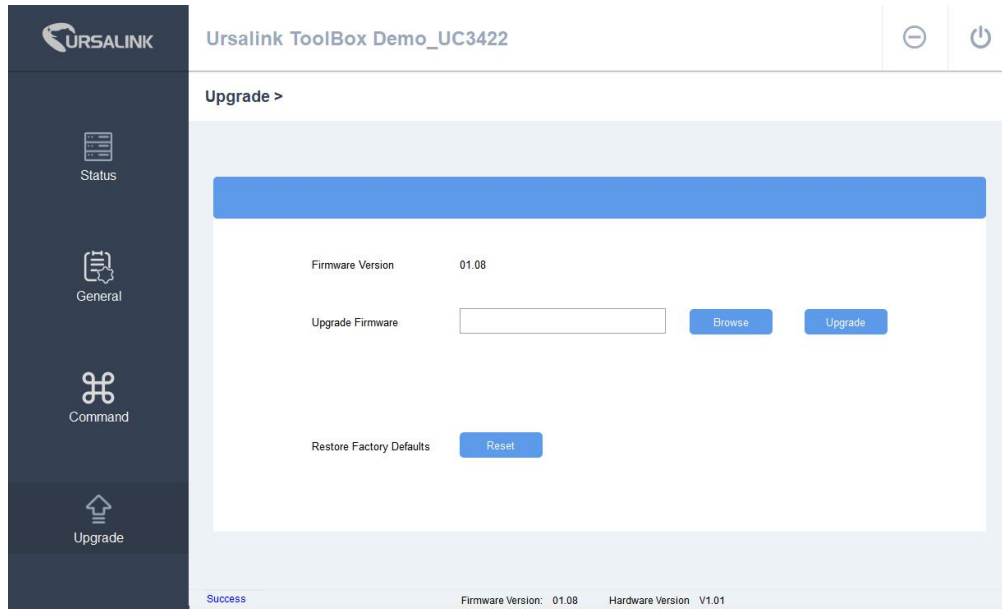 URSALINK
Ursalink ToolBox Demo_UC3422
Upgrade >
Status
General
Command
Upgrade
Firmware Version 01.08
Upgrade Firmware Browse Upgrade
Restore Factory Defaults Reset
Success Firmware Version: 01.08 Hardware Version V1.01